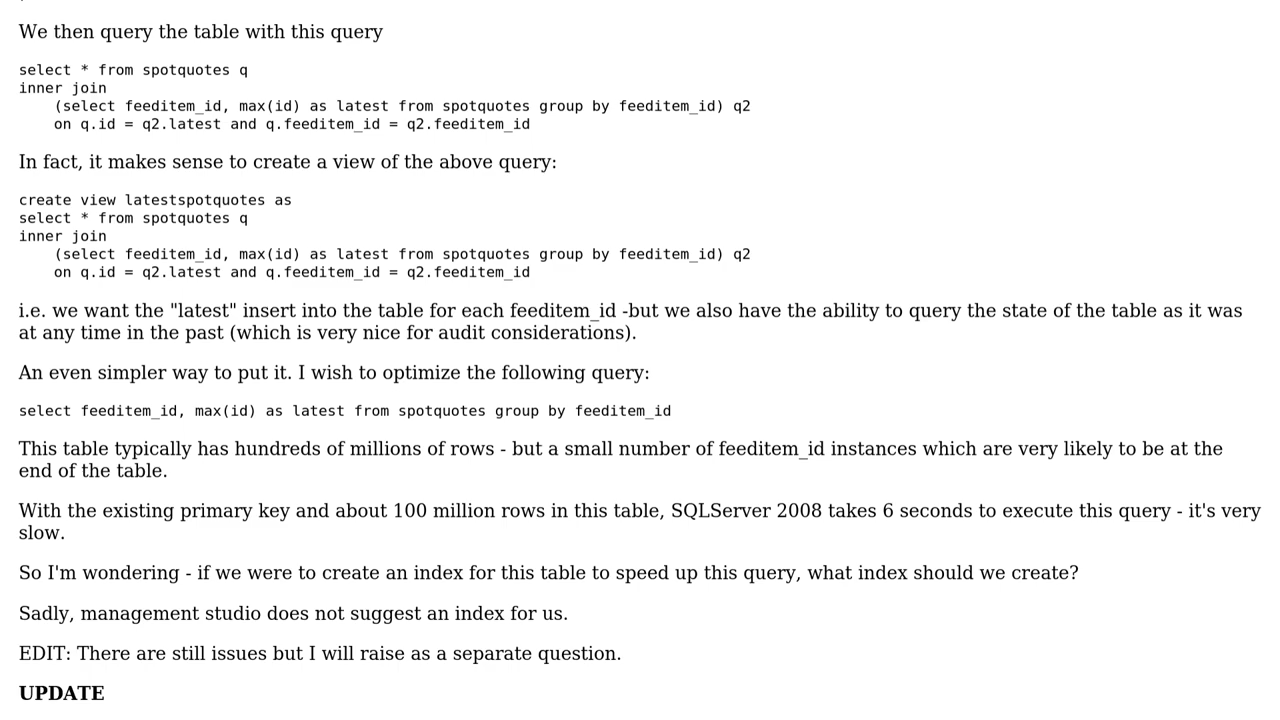 We then query the table with this query
select * from spotquotes q
inner join
    (select feeditem_id, max(id) as latest from spotquotes group by feeditem_id) q2
    on q.id = q2.latest and q.feeditem_id = q2.feeditem_id
In fact, it makes sense to create a view of the above query:
create view latestspotquotes as
select * from spotquotes q
inner join
    (select feeditem_id, max(id) as latest from spotquotes group by feeditem_id) q2
    on q.id = q2.latest and q.feeditem_id = q2.feeditem_id
i.e. we want the "latest" insert into the table for each feeditem_id -but we also have the ability to query the state of the table as it was
at any time in the past (which is very nice for audit considerations).
An even simpler way to put it. I wish to optimize the following query:
select feeditem_id, max(id) as latest from spotquotes group by feeditem_id
This table typically has hundreds of millions of rows - but a small number of feeditem_id instances which are very likely to be at the
end of the table.
With the existing primary key and about 100 million rows in this table, SQLServer 2008 takes 6 seconds to execute this query - it's very
slow.
So I'm wondering - if we were to create an index for this table to speed up this query, what index should we create?
Sadly, management studio does not suggest an index for us.
EDIT: There are still issues but I will raise as a separate question.
UPDATE